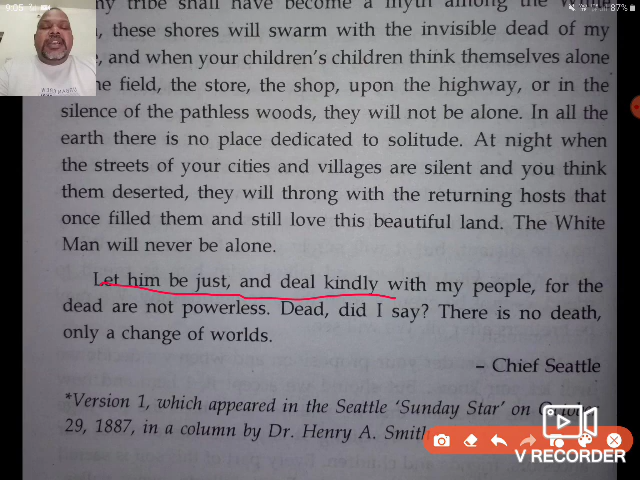 9:05
87%
tribe shall have become a myth among the
these shores will swarm with the invisible dead of my
and when your children's children think themselves alone
field, the store, the shop, upon the highway, or in the
silence of the pathless woods, they will not be alone. In all the
earth there is no place dedicated to solitude. At night when
the streets of your cities and villages are silent and you think
them deserted, they will throng with the returning hosts that
once filled them and still love this beautiful land. The White
Man will never be alone.
Let him be just, and deal kindly with my people, for the
dead are not powerless. Dead, did I say? There is no death,
only a change of worlds.
– Chief Seattle
*Version 1, which appeared in the Seattle 'Sunday Star' on
29, 1887, in a column by Dr. Henry A. Smith
V RECORDER